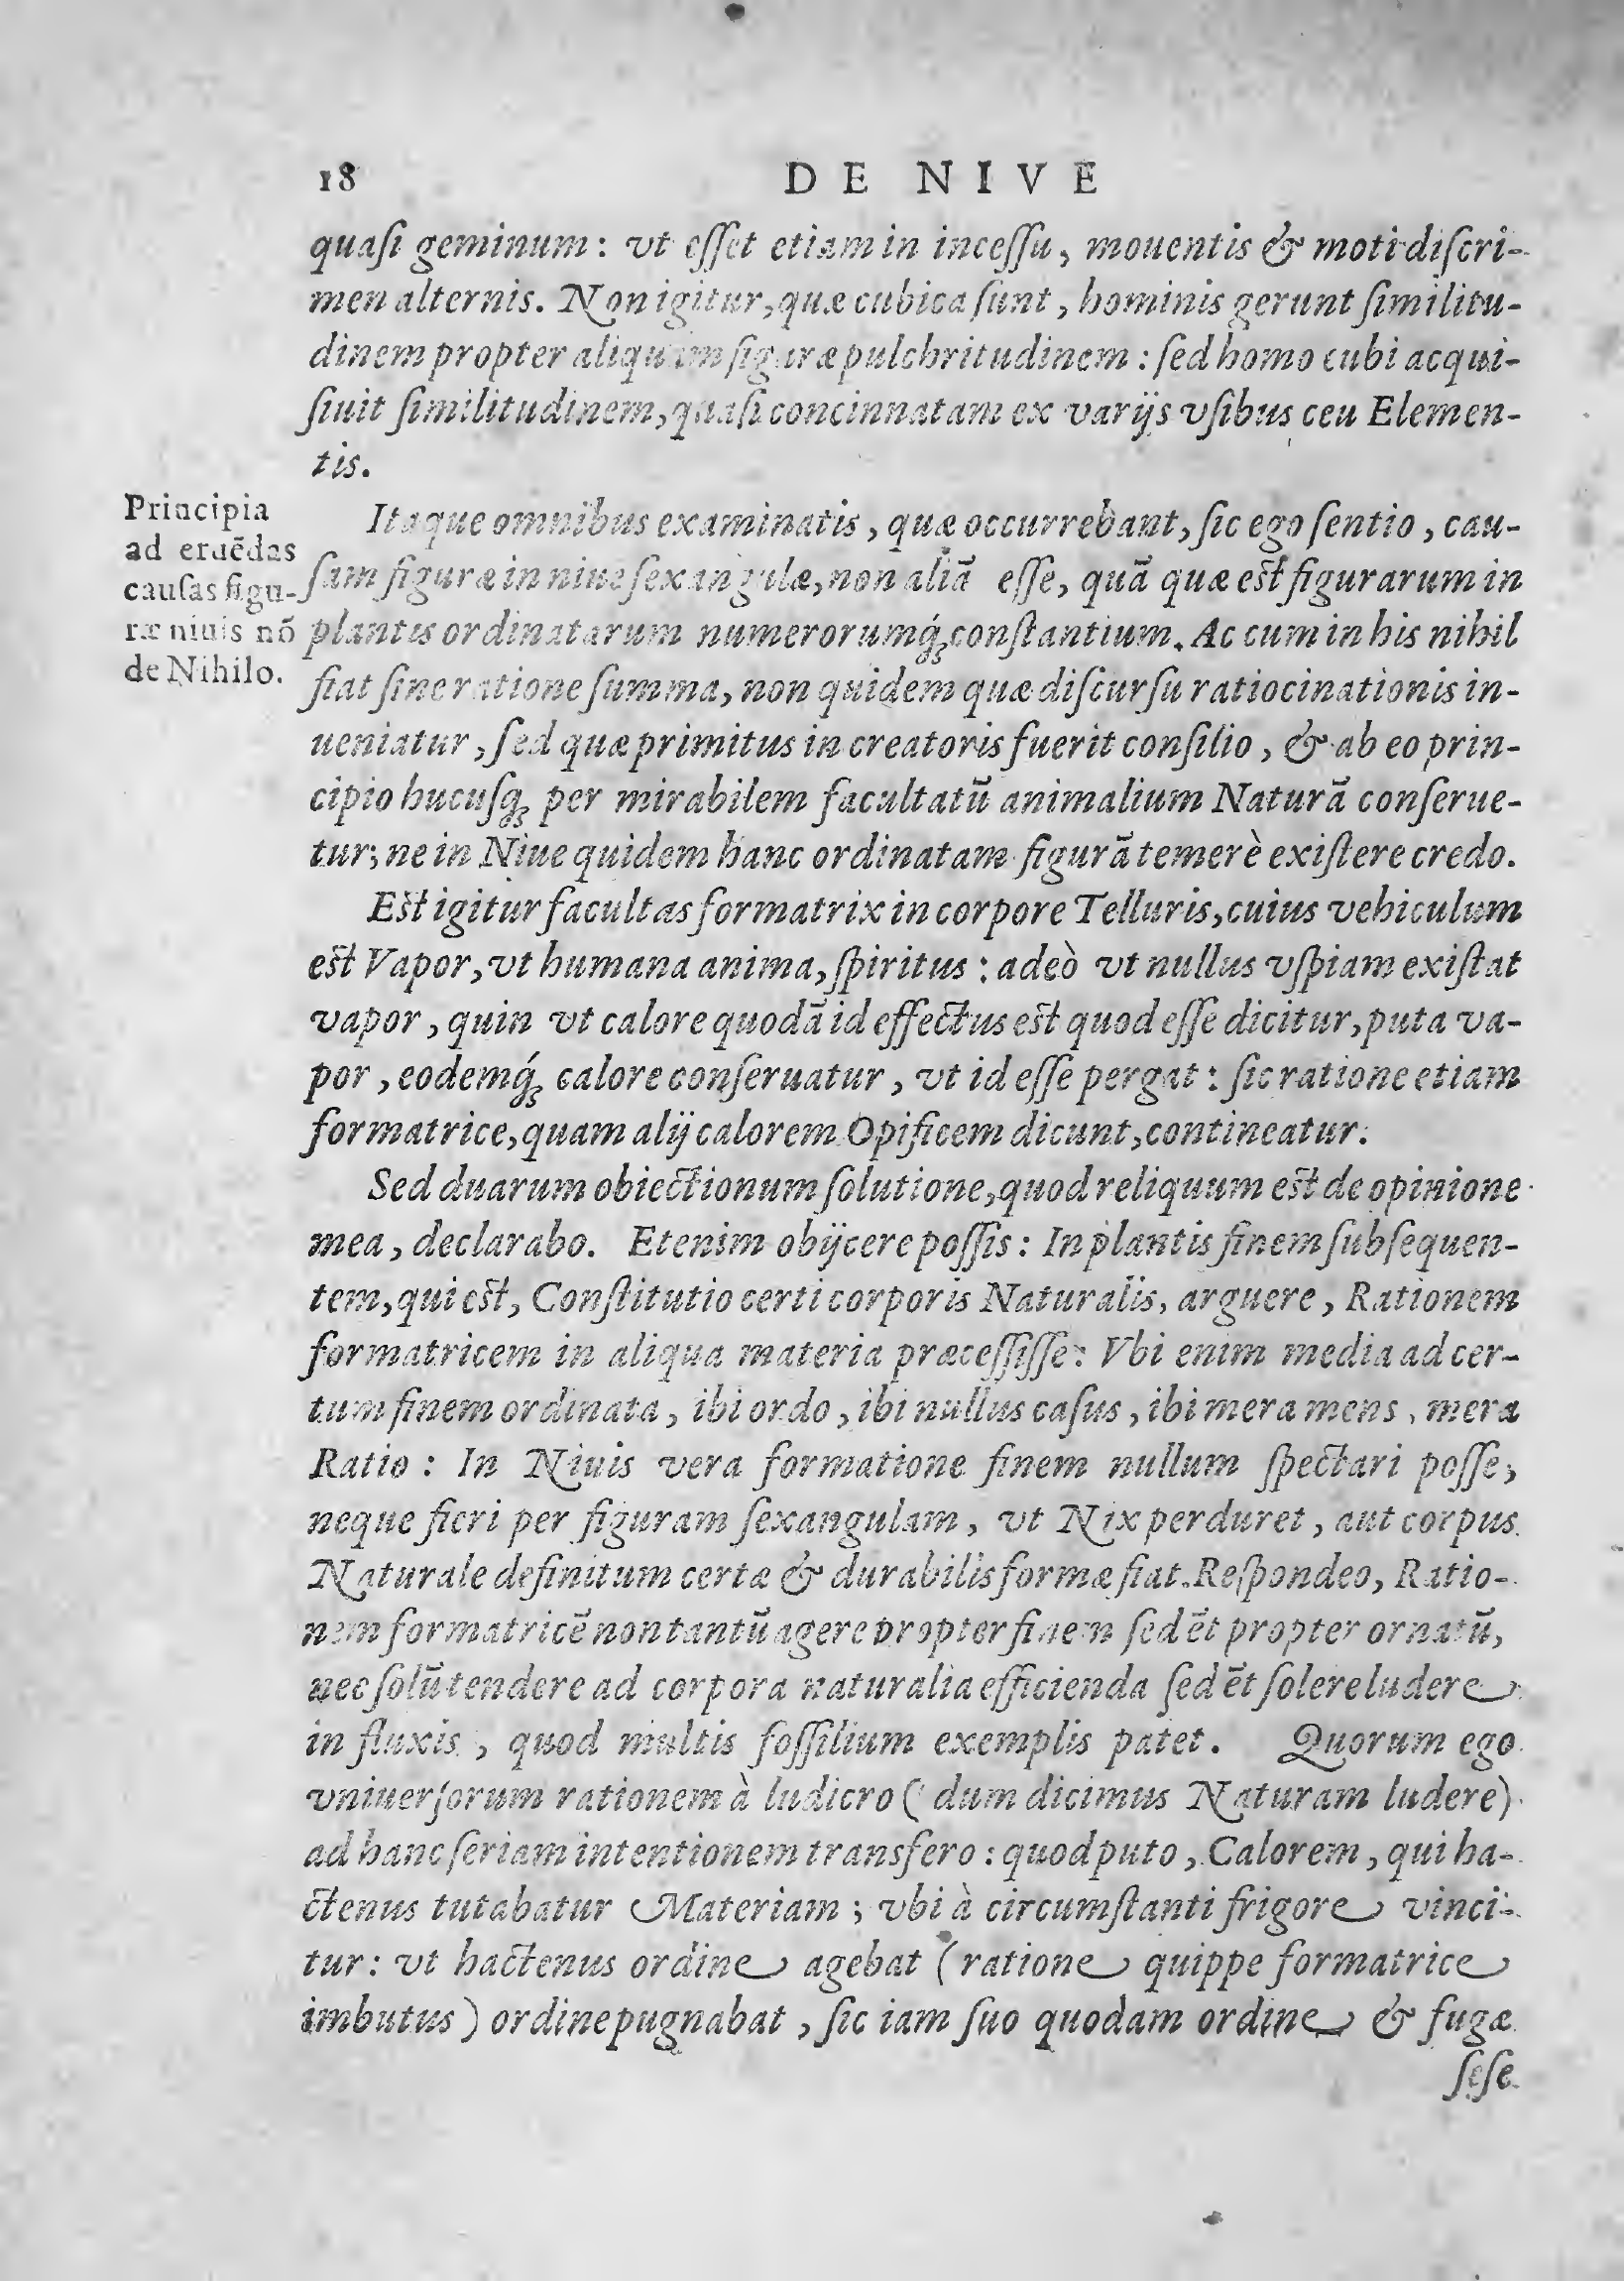 18 DE NIVE
quaſi geminum: vt eſſet etiam in inceſſu, mouentis & moti diſcri-
men alternis. Non igitur, quæ cubica ſunt, hominis gerunt ſimilitu-
dinem propter aliquam figuræ pulchritudinem: ſed homo cubi acqui-
ſiuit ſimilitudinem, quaſi concinnatam ex varijs vſibus ceu Elemen-
tis.
Principia
ad eruēdas
cauſas figu-
ræ niuis nō
de Nihilo.
Itaque omnibus examinatis, quæ occurrebant, ſic ego ſentio, cau-
ſam figuræ in niue ſexangulæ, non aliā eſſe, quā quæ eſt figurarum in
plantis ordinatarum numerorumq́ꝫ conſtantium. Ac cum in his nihil
fiat ſine ratione ſumma, non quidem quæ diſcurſu ratiocinationis in-
ueniatur, ſed quæ primitus in creatoris fuerit conſilio, & ab eo prin-
cipio hucuſqꝫ per mirabilem facultatū animalium Naturā conſerue-
tur; ne in Niue quidem hanc ordinatam figurā temerè exiſtere credo.
Eſt igitur facultas formatrix in corpore Telluris, cuius vehiculum
eſt Vapor, vt humana anima, ſpiritus: adeò vt nullus vſpiam exiſtat
vapor, quin vt calore quodā id effectus eſt quod eſſe dicitur, puta va-
por, eodemq́ꝫ calore conſeruatur, vt id eſſe pergat: ſic ratione etiam
formatrice, quam alij calorem Opificem dicunt, contineatur.
Sed duarum obiectionum ſolutione, quod reliquum eſt de opinione
mea, declarabo. Etenim obijcere poſſis: In plantis finem ſubſequen-
tem, qui eſt, Conſtitutio certi corporis Naturalis, arguere, Rationem
formatricem in aliqua materia præceſſiſſe: Vbi enim media ad cer-
tum finem ordinata, ibi ordo, ibi nullus caſus, ibi mera mens, mera
Ratio: In Niuis vera formatione finem nullum ſpectari poſſe,
neque fieri per figuram ſexangulam, vt Nix perduret, aut corpus
Naturale definitum certæ & durabilis formæ fiat. Reſpondeo, Ratio-
nem formatricē non tantū agere propter finem ſed ēt propter ornatū,
nec ſolū tendere ad corpora naturalia efficienda ſed ēt ſolere ludere
in fluxis, quod multis foſſilium exemplis patet. Quorum ego
vniuerſorum rationem à ludicro (dum dicimus Naturam ludere)
ad hanc ſeriam intentionem transfero: quod puto, Calorem, qui ha-
ctenus tutabatur Materiam; vbi à circumſtanti frigore vinci-
tur: vt hactenus ordine agebat (ratione quippe formatrice
imbutus) ordine pugnabat, ſic iam ſuo quodam ordine & fugæ
ſeſe